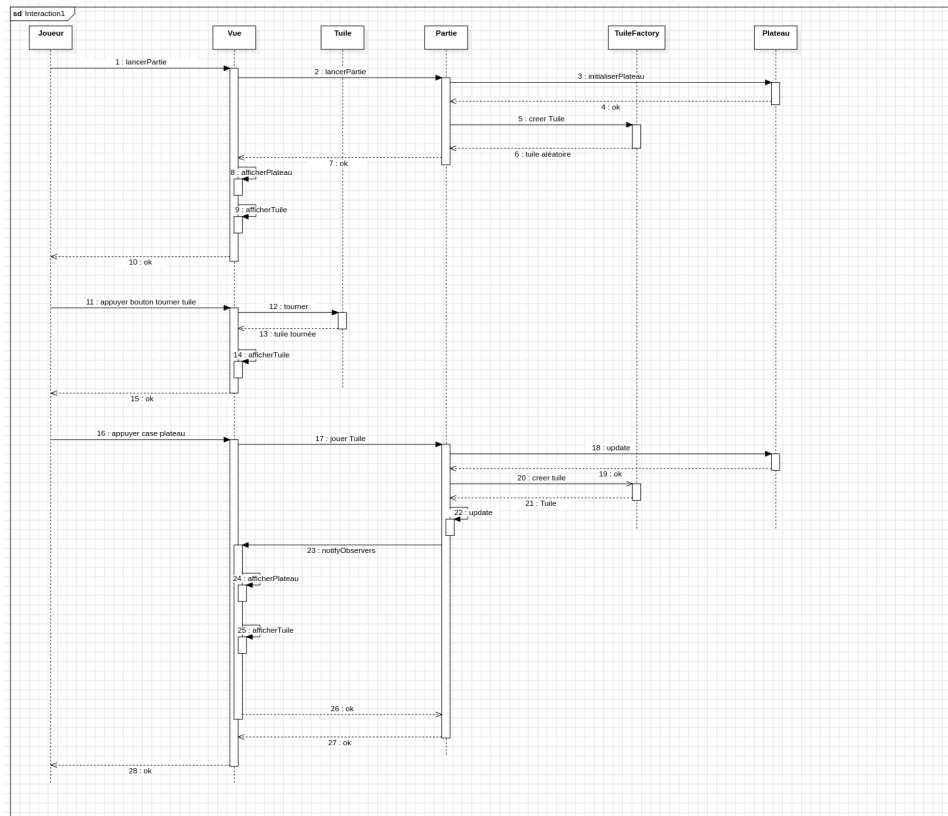 sd Interaction1
Joueur
Vue
Tuile
Partie
TuileFactory
Plateau
1 : lancerPartie
2 : lancerPartie
3 : initialiserPlateau
4 : ok
5 : creer Tuile
6 : tuile aléatoire
7 : ok
8 : afficherPlateau
9 : afficherTuile
10 : ok
11 : appuyer bouton tourner tuile
12 : tourner
13 : tuile tournée
14 : afficherTuile
15 : ok
16 : appuyer case plateau
17 : jouer Tuile
18 : update
19 : ok
20 : creer tuile
21 : Tuile
22 : update
23 : notifyObservers
24 : afficherPlateau
25 : afficherTuile
26 : ok
27 : ok
28 : ok